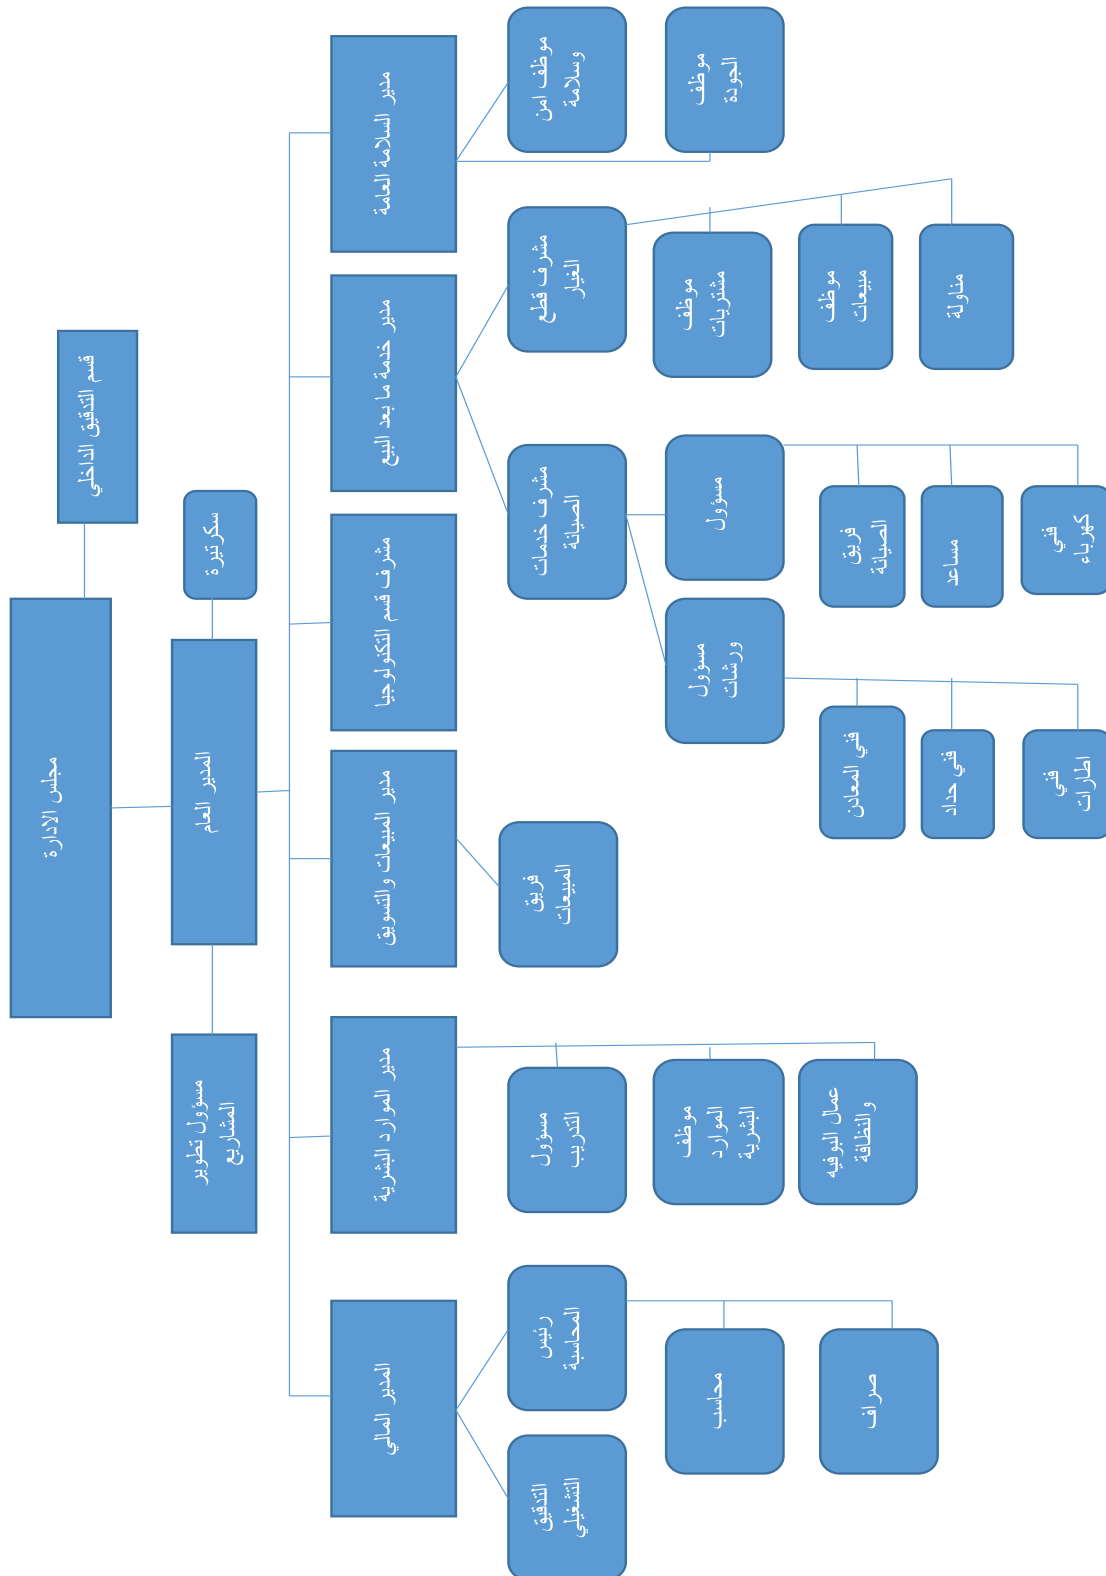 مجلس الادارة
قسم التدقيق الداخلي
المدير العام
سكرتيرة
مسؤول تطوير
المشاريع
مدير السلامة العامة
موظف امن
وسلامة
موظف
الجودة
مدير خدمة ما بعد البيع
مشرف قطع
الغيار
موظف
مشتريات
موظف
مبيعات
مناولة
مشرف خدمات
الصيانة
مسؤول
فريق
الصيانة
مساعد
فني
كهرباء
مسؤول
ورشات
فني المعادن
فني حداد
فني
اطارات
مشرف قسم التكنولوجيا
مدير المبيعات والتسويق
فريق
المبيعات
مدير الموارد البشرية
مسؤول
التدريب
موظف
الموارد
البشرية
عمال البوفيه
والنظافة
المدير المالي
رئيس
المحاسبة
محاسب
صراف
التدقيق
التشغيلي